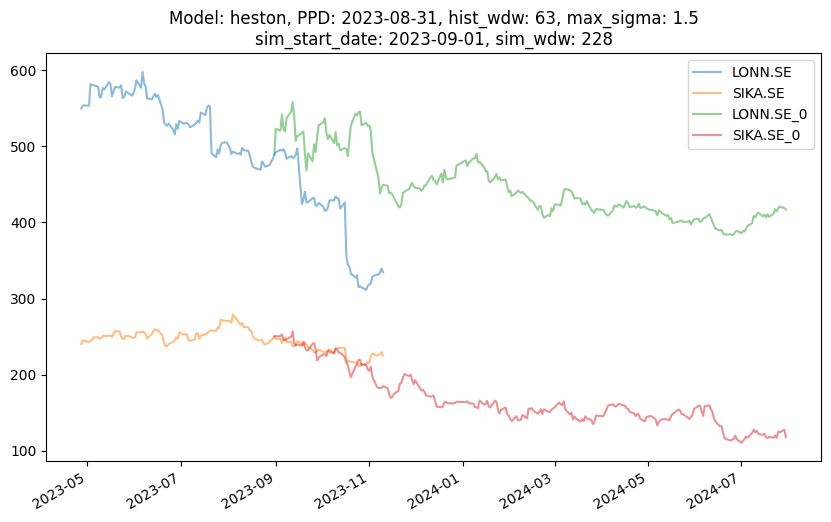 Model: heston, PPD: 2023-08-31, hist_wdw: 63, max_sigma: 1.5
sim_start_date: 2023-09-01, sim_wdw: 228
LONN.SE
SIKA.SE
LONN.SE_0
SIKA.SE_0
600
500
400
300
200
100
2023-05
2023-07
2023-09
2023-11
2024-01
2024-03
2024-05
2024-07